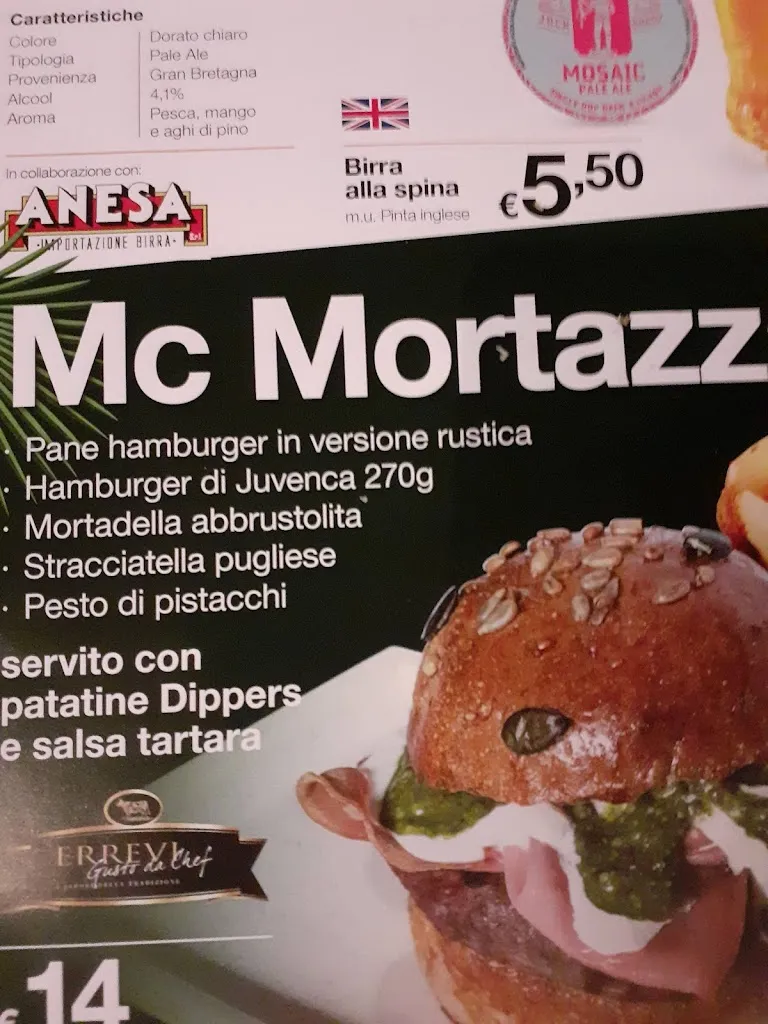 Caratteristiche
Colore Dorato chiaro
Tipologia Pale Ale
Provenienza Gran Bretagna
Alcool 4,1%
Aroma Pesca, mango
e aghi di pino
MOSAIC
PALE ALE
In collaborazione con:
ANESA
Srl
·IMPORTAZIONE BIRRA·
Birra
alla spina
m.u. Pinta inglese
€5,50
Mc Mortazz
· Pane hamburger in versione rustica
· Hamburger di Juvenca 270g
· Mortadella abbrustolita
· Stracciatella pugliese
· Pesto di pistacchi
servito con
patatine Dippers
e salsa tartara
ERREVI
Gusto da Chef
€ 14